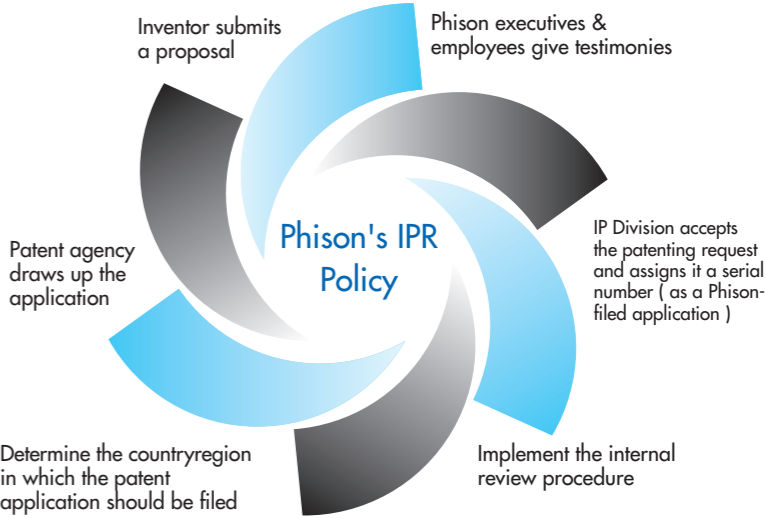 Inventor submits
a proposal
Phison executives &
employees give testimonies
Phison's IPR
Policy
IP Division accepts
the patenting request
and assigns it a serial
number ( as a Phison-
filed application )
Patent agency
draws up the
application
Determine the countryregion
in which the patent
application should be filed
Implement the internal
review procedure